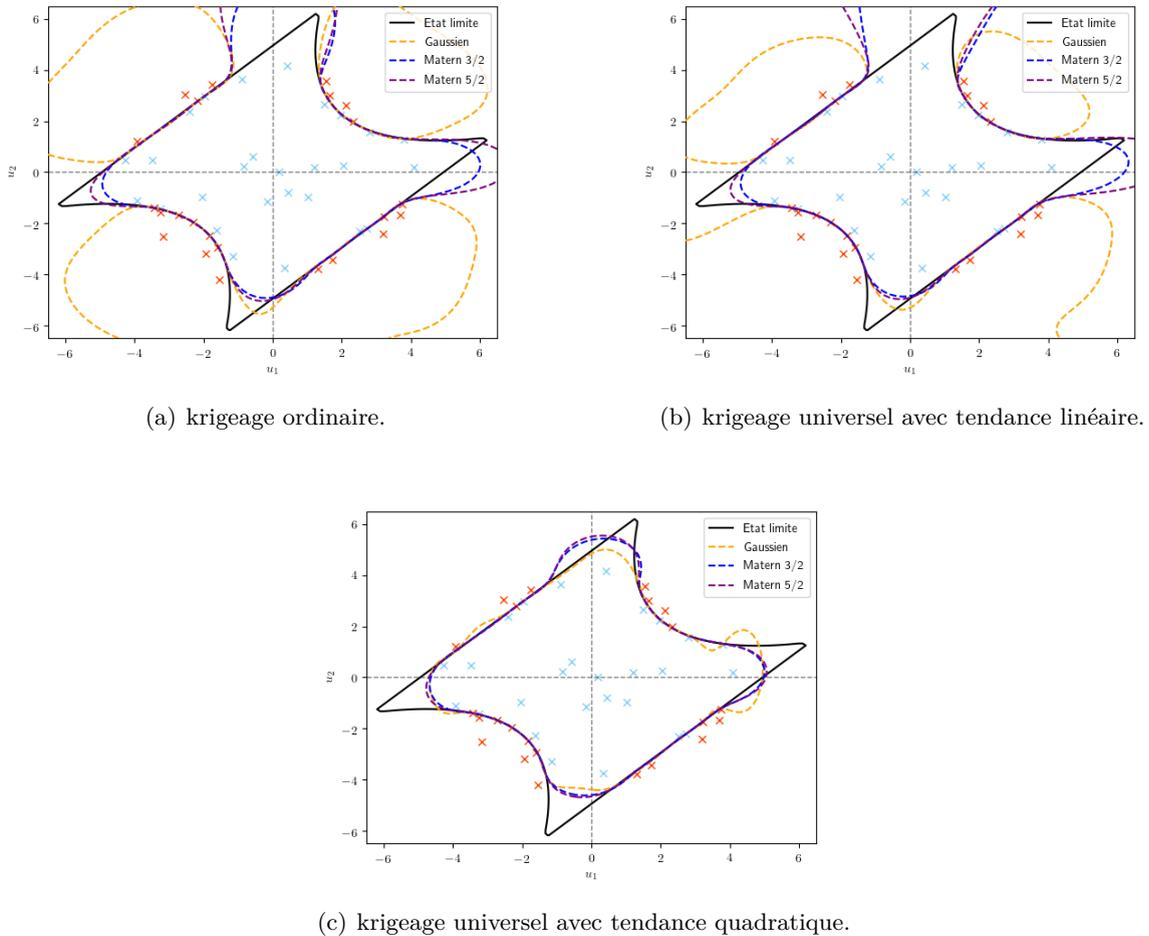 Etat limite
Gaussien
Matern 3/2
Matern 5/2
6
4
2
0
−2
−4
−6
u2
−6 −4 −2 0 2 4 6
u1
(a) krigeage ordinaire.
Etat limite
Gaussien
Matern 3/2
Matern 5/2
6
4
2
0
−2
−4
−6
u2
−6 −4 −2 0 2 4 6
u1
(b) krigeage universel avec tendance linéaire.
Etat limite
Gaussien
Matern 3/2
Matern 5/2
6
4
2
0
−2
−4
−6
u2
−6 −4 −2 0 2 4 6
u1
(c) krigeage universel avec tendance quadratique.